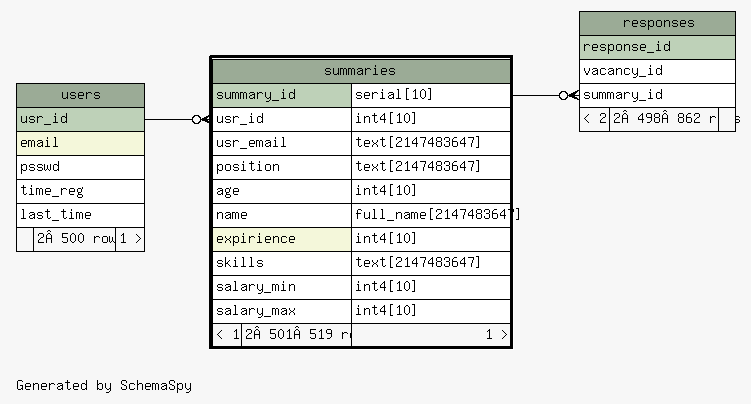 users
usr_id
email
psswd
time_reg
last_time
2Â 500 row 1 >
summaries
summary_id serial[10]
usr_id int4[10]
usr_email text[2147483647]
position text[2147483647]
age int4[10]
name full_name[2147483647]
expirience int4[10]
skills text[2147483647]
salary_min int4[10]
salary_max int4[10]
< 1 2Â 501Â 519 r 1 >
responses
response_id
vacancy_id
summary_id
< 2 2Â 498Â 862 r s
Generated by SchemaSpy